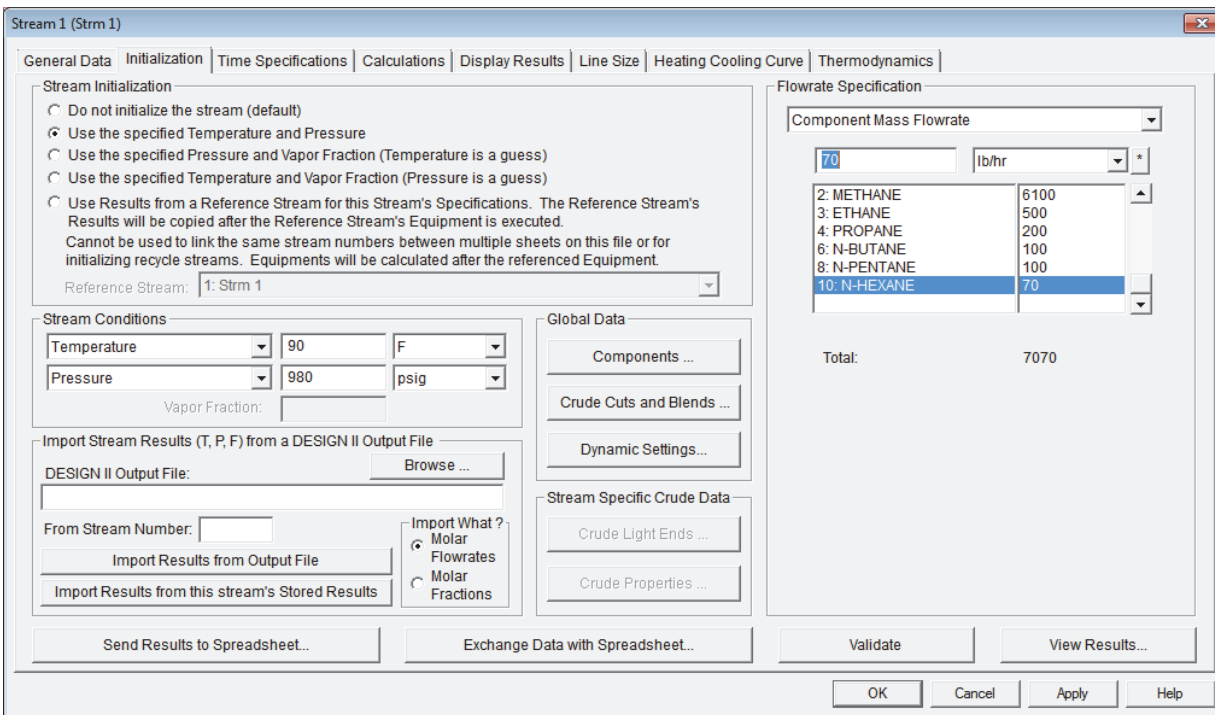 Stream 1 (Strm 1)
General Data
Initialization
Time Specifications
Calculations
Display Results
Line Size
Heating Cooling Curve
Thermodynamics
Stream Initialization
Do not initialize the stream (default)
Use the specified Temperature and Pressure
Use the specified Pressure and Vapor Fraction (Temperature is a guess)
Use the specified Temperature and Vapor Fraction (Pressure is a guess)
Use Results from a Reference Stream for this Stream's Specifications. The Reference Stream's
Results will be copied after the Reference Stream's Equipment is executed.
Cannot be used to link the same stream numbers between multiple sheets on this file or for
initializing recycle streams. Equipments will be calculated after the referenced Equipment.
Reference Stream: 1: Strm 1
Stream Conditions
Temperature 90 F
Pressure 980 psig
Vapor Fraction:
Import Stream Results (T, P, F) from a DESIGN II Output File
DESIGN II Output File:
Browse ...
From Stream Number:
Import Results from Output File
Import Results from this stream's Stored Results
Import What ?
Molar
Flowrates
Molar
Fractions
Global Data
Components ...
Crude Cuts and Blends ...
Dynamic Settings...
Stream Specific Crude Data
Crude Light Ends ...
Crude Properties ...
Flowrate Specification
Component Mass Flowrate
70 lb/hr *
2: METHANE 6100
3: ETHANE 500
4: PROPANE 200
6: N-BUTANE 100
8: N-PENTANE 100
10: N-HEXANE 70
Total: 7070
Send Results to Spreadsheet...
Exchange Data with Spreadsheet...
Validate
View Results...
OK
Cancel
Apply
Help